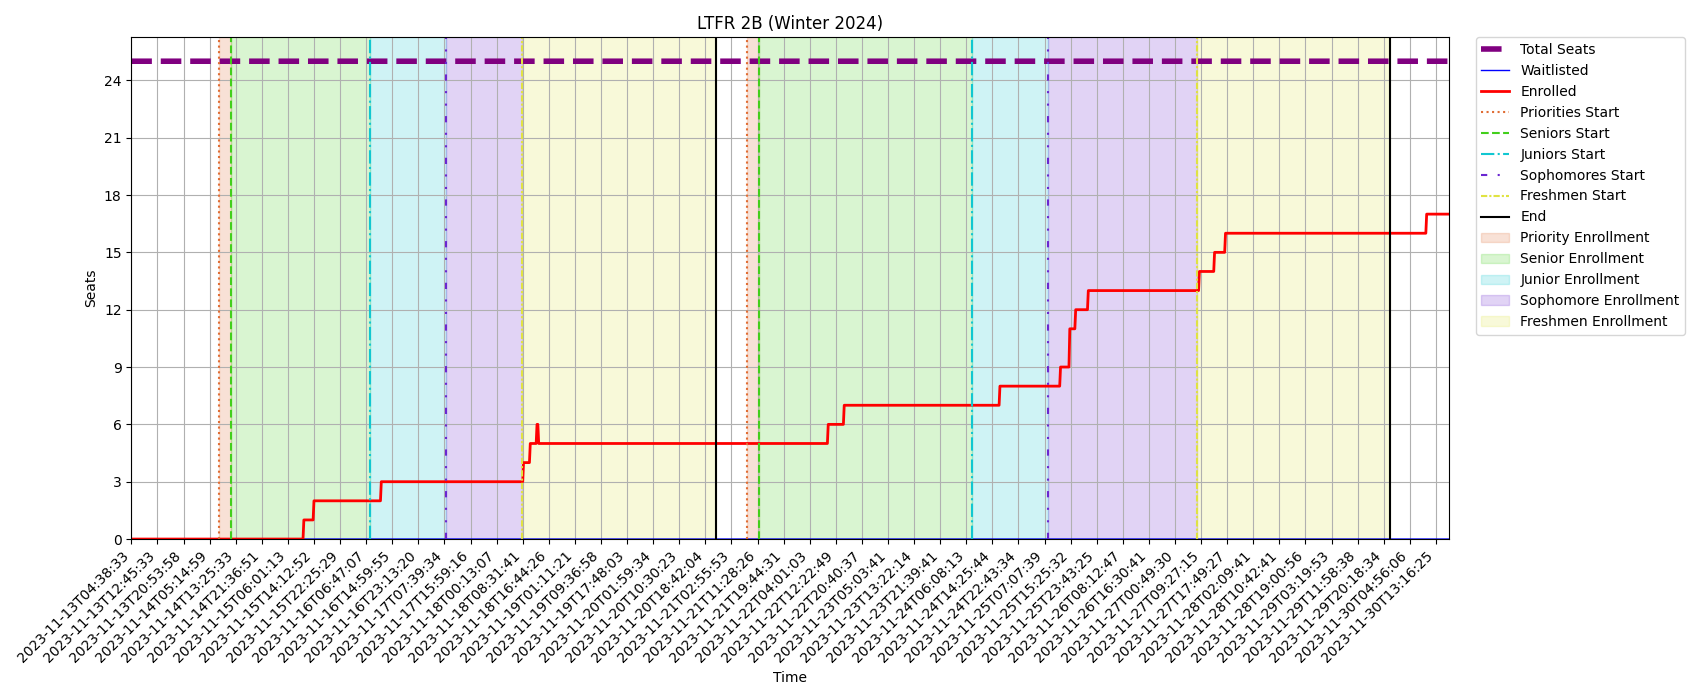 LTFR 2B (Winter 2024)
Seats
24
21
18
15
12
9
6
3
0
2023-11-13T04:38:33
2023-11-13T12:45:33
2023-11-13T20:53:58
2023-11-14T05:14:59
2023-11-14T13:25:33
2023-11-14T21:36:51
2023-11-15T06:01:13
2023-11-15T14:12:52
2023-11-15T22:25:29
2023-11-16T06:47:07
2023-11-16T14:59:55
2023-11-16T23:13:20
2023-11-17T07:39:34
2023-11-17T15:59:16
2023-11-18T00:13:07
2023-11-18T08:31:41
2023-11-18T16:44:26
2023-11-19T01:11:21
2023-11-19T09:36:58
2023-11-19T17:48:03
2023-11-20T01:59:34
2023-11-20T10:30:23
2023-11-20T18:42:04
2023-11-21T02:55:53
2023-11-21T11:28:26
2023-11-21T19:44:31
2023-11-22T04:01:03
2023-11-22T12:22:49
2023-11-22T20:40:37
2023-11-23T05:03:41
2023-11-23T13:22:14
2023-11-23T21:39:41
2023-11-24T06:08:13
2023-11-24T14:25:44
2023-11-24T22:43:34
2023-11-25T07:07:39
2023-11-25T15:25:32
2023-11-25T23:43:25
2023-11-26T08:12:47
2023-11-26T16:30:41
2023-11-27T00:49:30
2023-11-27T09:27:15
2023-11-27T17:49:27
2023-11-28T02:09:41
2023-11-28T10:42:41
2023-11-28T19:00:56
2023-11-29T03:19:53
2023-11-29T11:58:38
2023-11-29T20:18:34
2023-11-30T04:56:06
2023-11-30T13:16:25
Time
Total Seats
Waitlisted
Enrolled
Priorities Start
Seniors Start
Juniors Start
Sophomores Start
Freshmen Start
End
Priority Enrollment
Senior Enrollment
Junior Enrollment
Sophomore Enrollment
Freshmen Enrollment